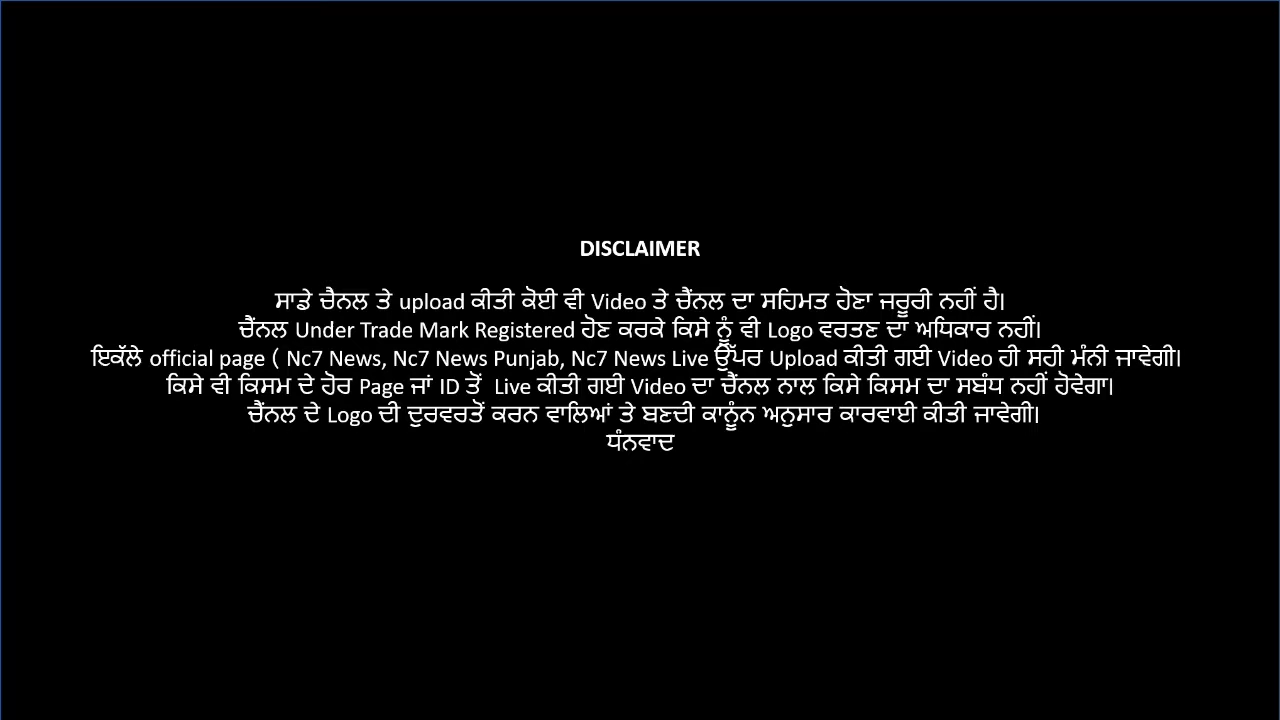 DISCLAIMER
ਸਾਡੇ ਚੈਨਲ ਤੇ upload ਕੀਤੀ ਕੋਈ ਵੀ Video ਤੇ ਚੈਂਨਲ ਦਾ ਸਹਿਮਤ ਹੋਣਾ ਜਰੂਰੀ ਨਹੀਂ ਹੈ।
ਚੈਂਨਲ Under Trade Mark Registered ਹੋਣ ਕਰਕੇ ਕਿਸੇ ਨੂੰ ਵੀ Logo ਵਰਤਣ ਦਾ ਅਧਿਕਾਰ ਨਹੀਂ।
ਇਕੱਲੇ official page ( Nc7 News, Nc7 News Punjab, Nc7 News Live ਉੱਪਰ Upload ਕੀਤੀ ਗਈ Video ਹੀ ਸਹੀ ਮੰਨੀ ਜਾਵੇਗੀ।
ਕਿਸੇ ਵੀ ਕਿਸਮ ਦੇ ਹੋਰ Page ਜਾਂ ID ਤੋਂ Live ਕੀਤੀ ਗਈ Video ਦਾ ਚੈਂਨਲ ਨਾਲ ਕਿਸੇ ਕਿਸਮ ਦਾ ਸਬੰਧ ਨਹੀਂ ਹੋਵੇਗਾ।
ਚੈਂਨਲ ਦੇ Logo ਦੀ ਦੁਰਵਰਤੋਂ ਕਰਨ ਵਾਲਿਆਂ ਤੇ ਬਣਦੀ ਕਾਨੂੰਨ ਅਨੁਸਾਰ ਕਾਰਵਾਈ ਕੀਤੀ ਜਾਵੇਗੀ।
ਧੰਨਵਾਦ